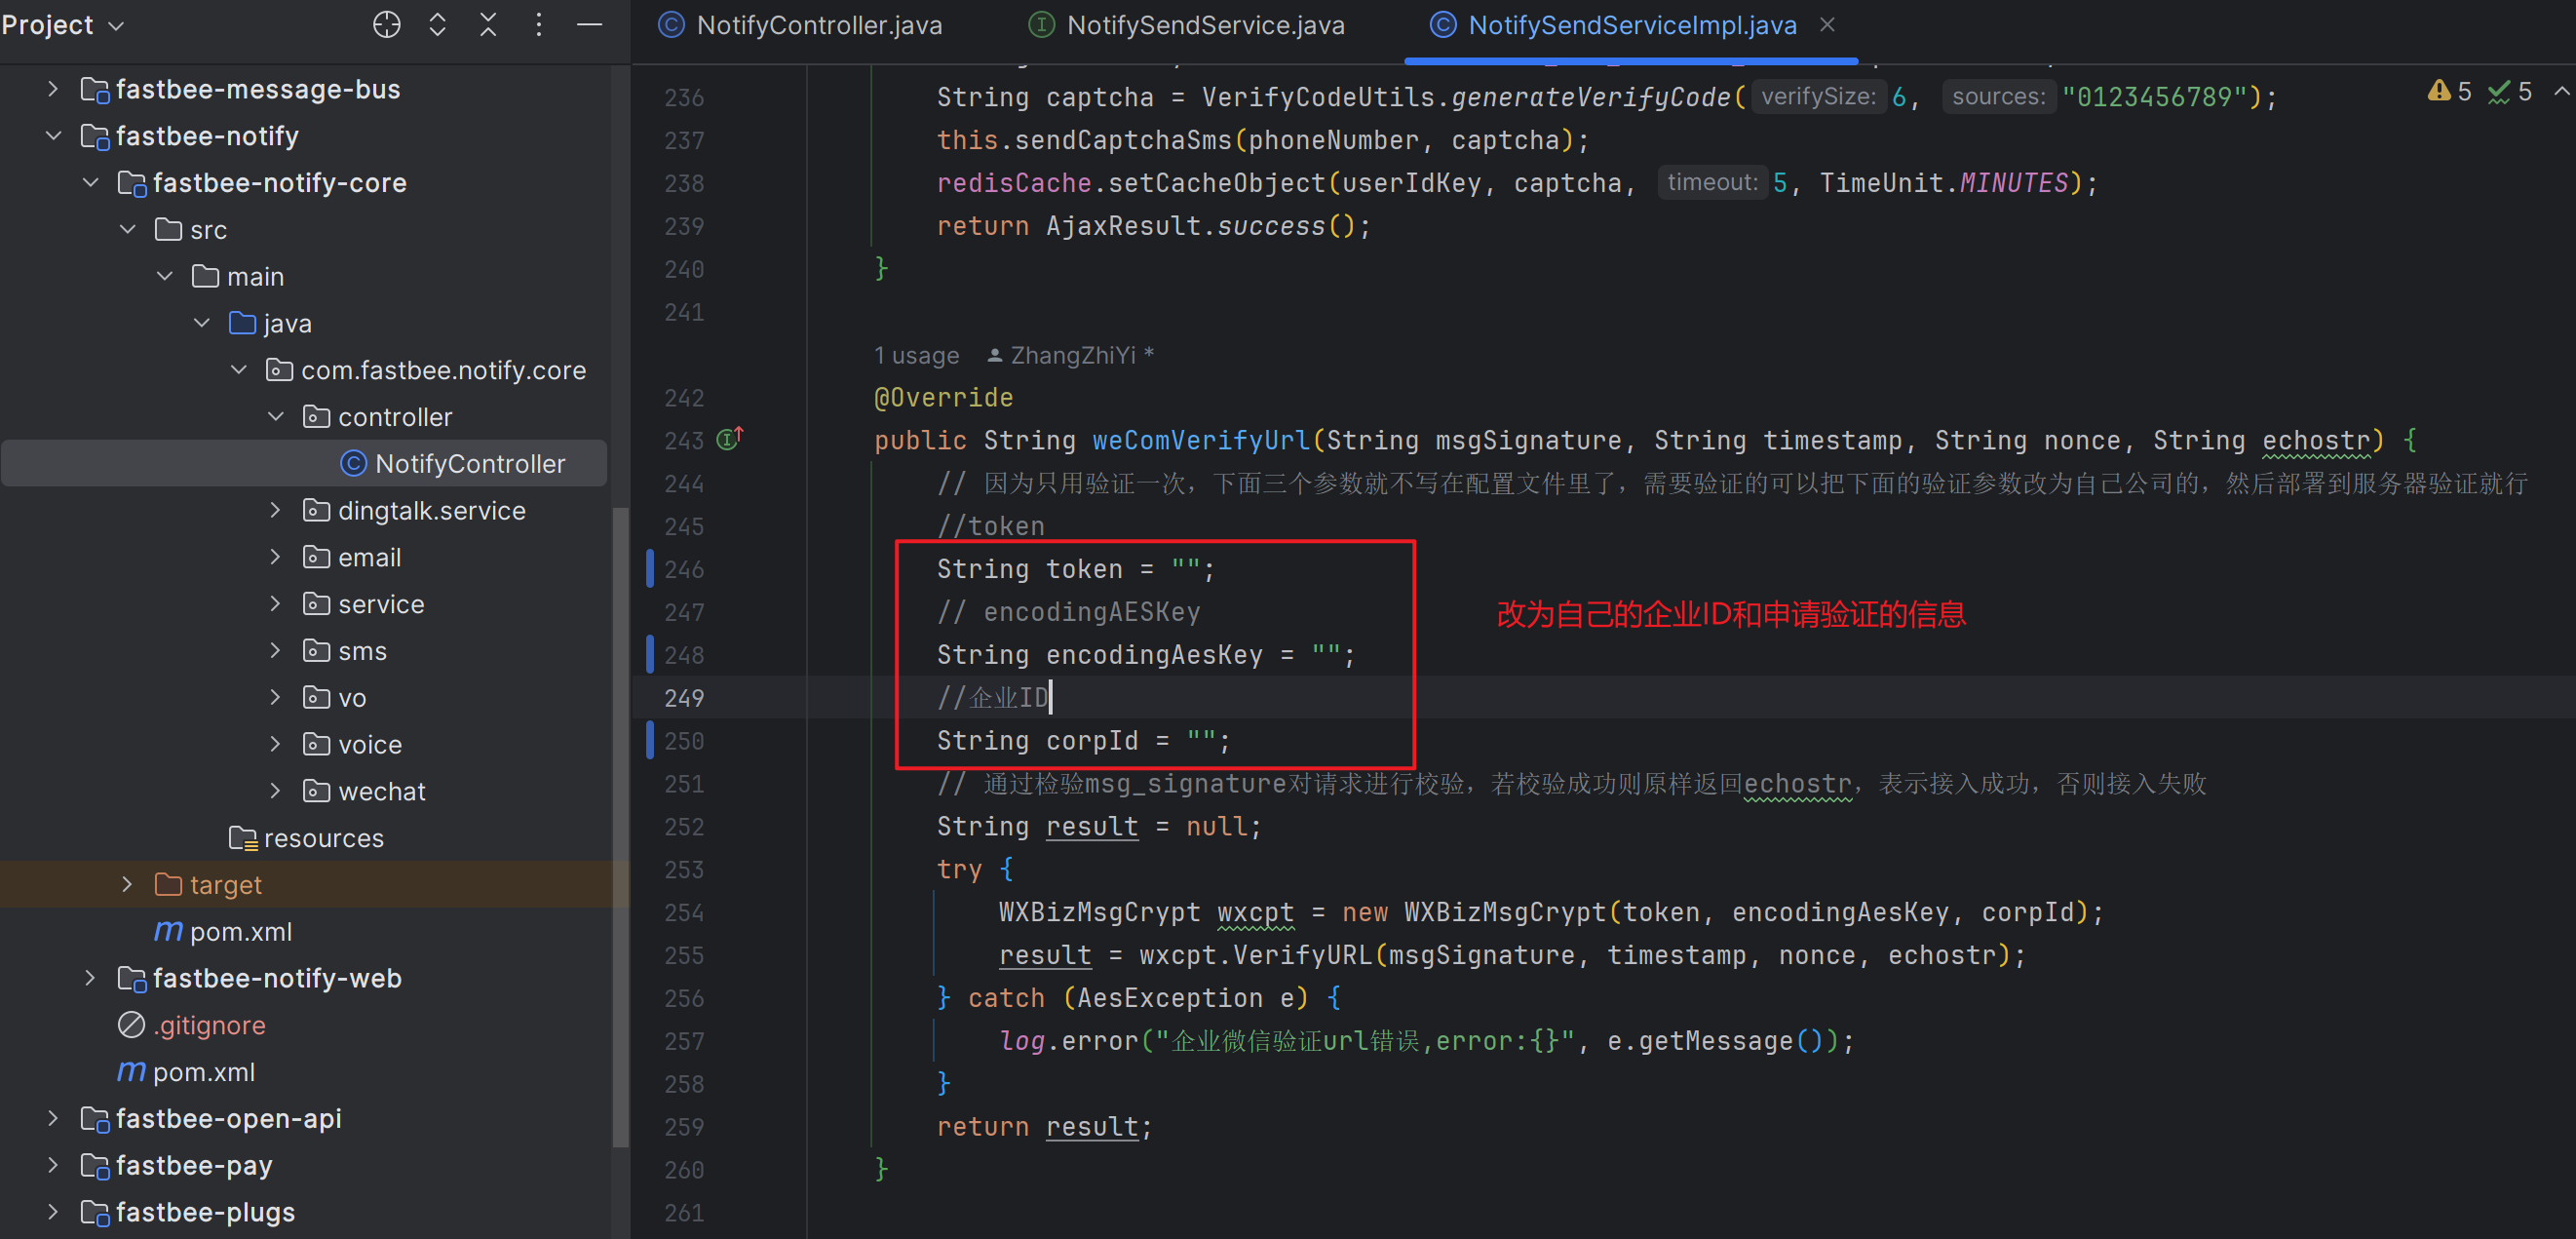 Project
fastbee-message-bus
fastbee-notify
fastbee-notify-core
src
main
java
com.fastbee.notify.core
controller
NotifyController
dingtalk.service
email
service
sms
vo
voice
wechat
resources
target
pom.xml
fastbee-notify-web
.gitignore
pom.xml
fastbee-open-api
fastbee-pay
fastbee-plugs
NotifyController.java
NotifySendService.java
NotifySendServiceImpl.java
5 5
236 String captcha = VerifyCodeUtils.generateVerifyCode( verifySize: 6, sources: "0123456789");
237 this.sendCaptchaSms(phoneNumber, captcha);
238 redisCache.setCacheObject(userIdKey, captcha, timeout: 5, TimeUnit.MINUTES);
239 return AjaxResult.success();
240 }
241
1 usage ZhangZhiYi *
242 @Override
243 public String weComVerifyUrl(String msgSignature, String timestamp, String nonce, String echostr) {
244 // 因为只用验证一次，下面三个参数就不写在配置文件里了，需要验证的可以把下面的验证参数改为自己公司的，然后部署到服务器验证就行
245 //token
246 String token = "";
247 // encodingAESKey
改为自己的企业ID和申请验证的信息
248 String encodingAesKey = "";
249 //企业ID
250 String corpId = "";
251 // 通过检验msg_signature对请求进行校验，若校验成功则原样返回echostr，表示接入成功，否则接入失败
252 String result = null;
253 try {
254 WXBizMsgCrypt wxcpt = new WXBizMsgCrypt(token, encodingAesKey, corpId);
255 result = wxcpt.VerifyURL(msgSignature, timestamp, nonce, echostr);
256 } catch (AesException e) {
257 log.error("企业微信验证url错误,error:{}", e.getMessage());
258 }
259 return result;
260 }
261